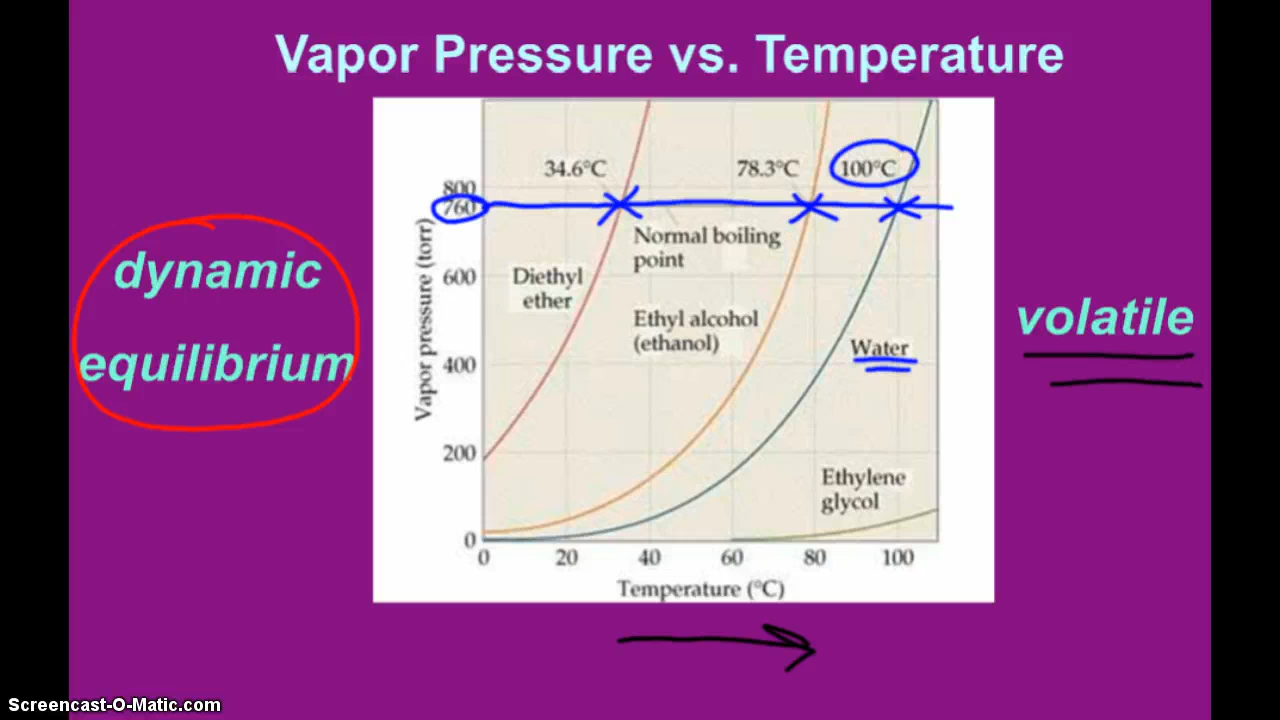 Vapor Pressure vs. Temperature
dynamic
equilibrium
volatile
34.6°C
78.3°C
100°C
800
760
600
400
200
0
Vapor pressure (torr)
Normal boiling
point
Diethyl
ether
Ethyl alcohol
(ethanol)
Water
Ethylene
glycol
0 20 40 60 80 100
Temperature (°C)
Screencast-O-Matic.com